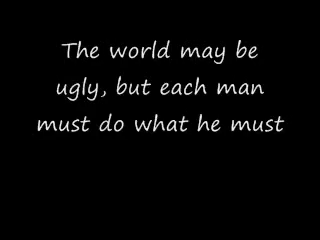 The world may be
ugly, but each man
must do what he must